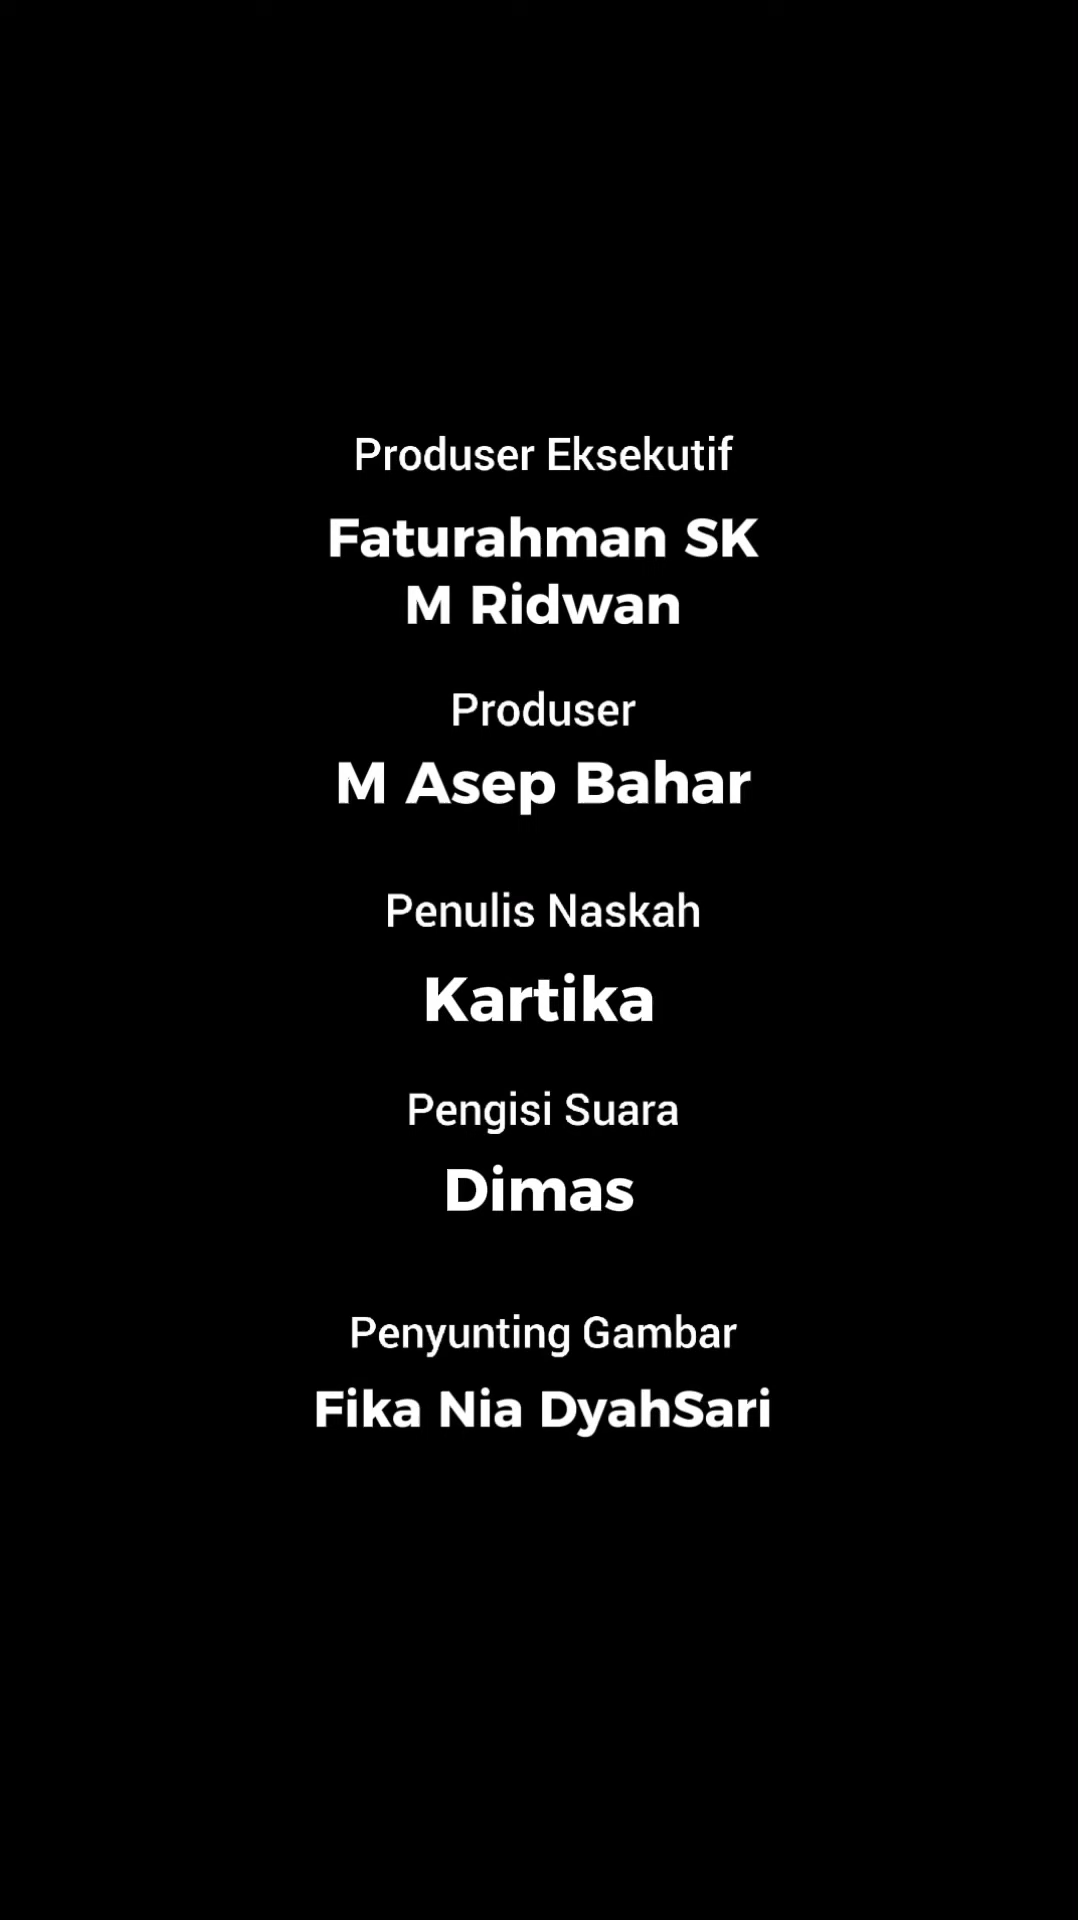 Produser Eksekutif
Faturahman SK
M Ridwan
Produser
M Asep Bahar
Penulis Naskah
Kartika
Pengisi Suara
Dimas
Penyunting Gambar
Fika Nia DyahSari